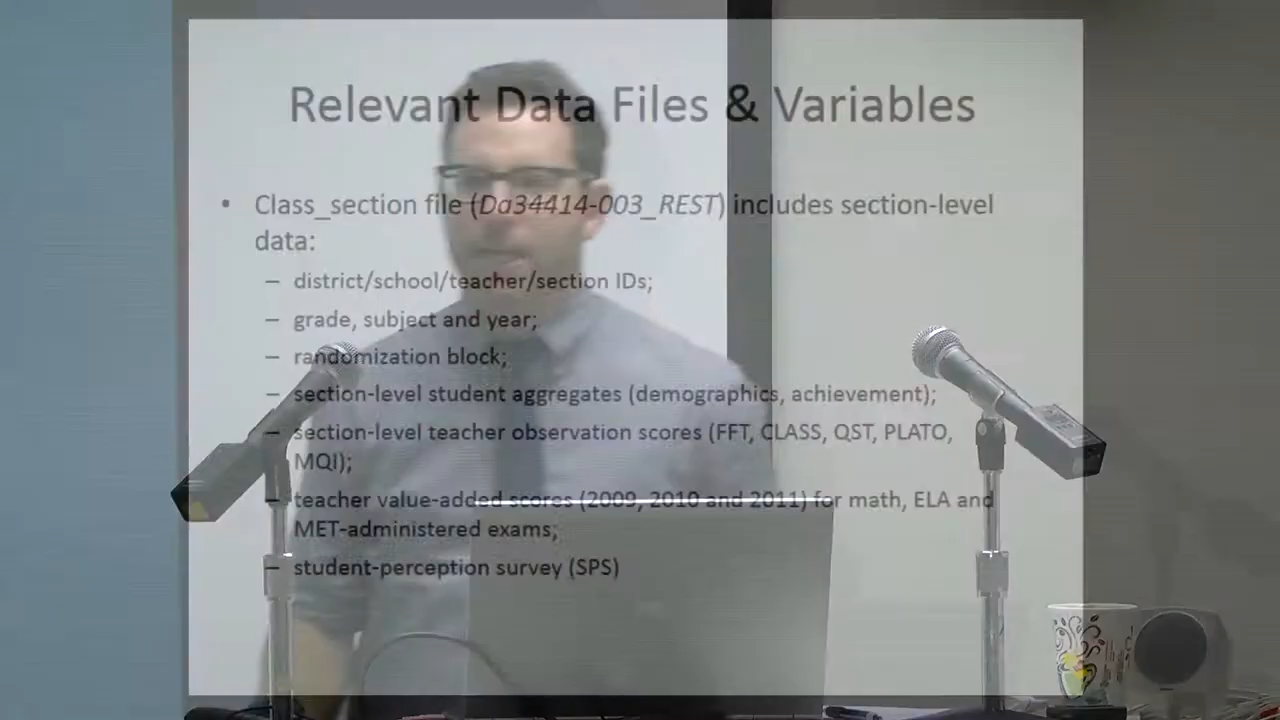 Relevant Data Files & Variables
• Class_section file (Da34414-003_REST) includes section-level
data:
– district/school/teacher/section IDs;
– grade, subject and year;
– randomization block;
– section-level student aggregates (demographics, achievement);
– section-level teacher observation scores (FFT, CLASS, QST, PLATO,
MQI);
– teacher value-added scores (2009, 2010 and 2011) for math, ELA and
MET-administered exams;
– student-perception survey (SPS)